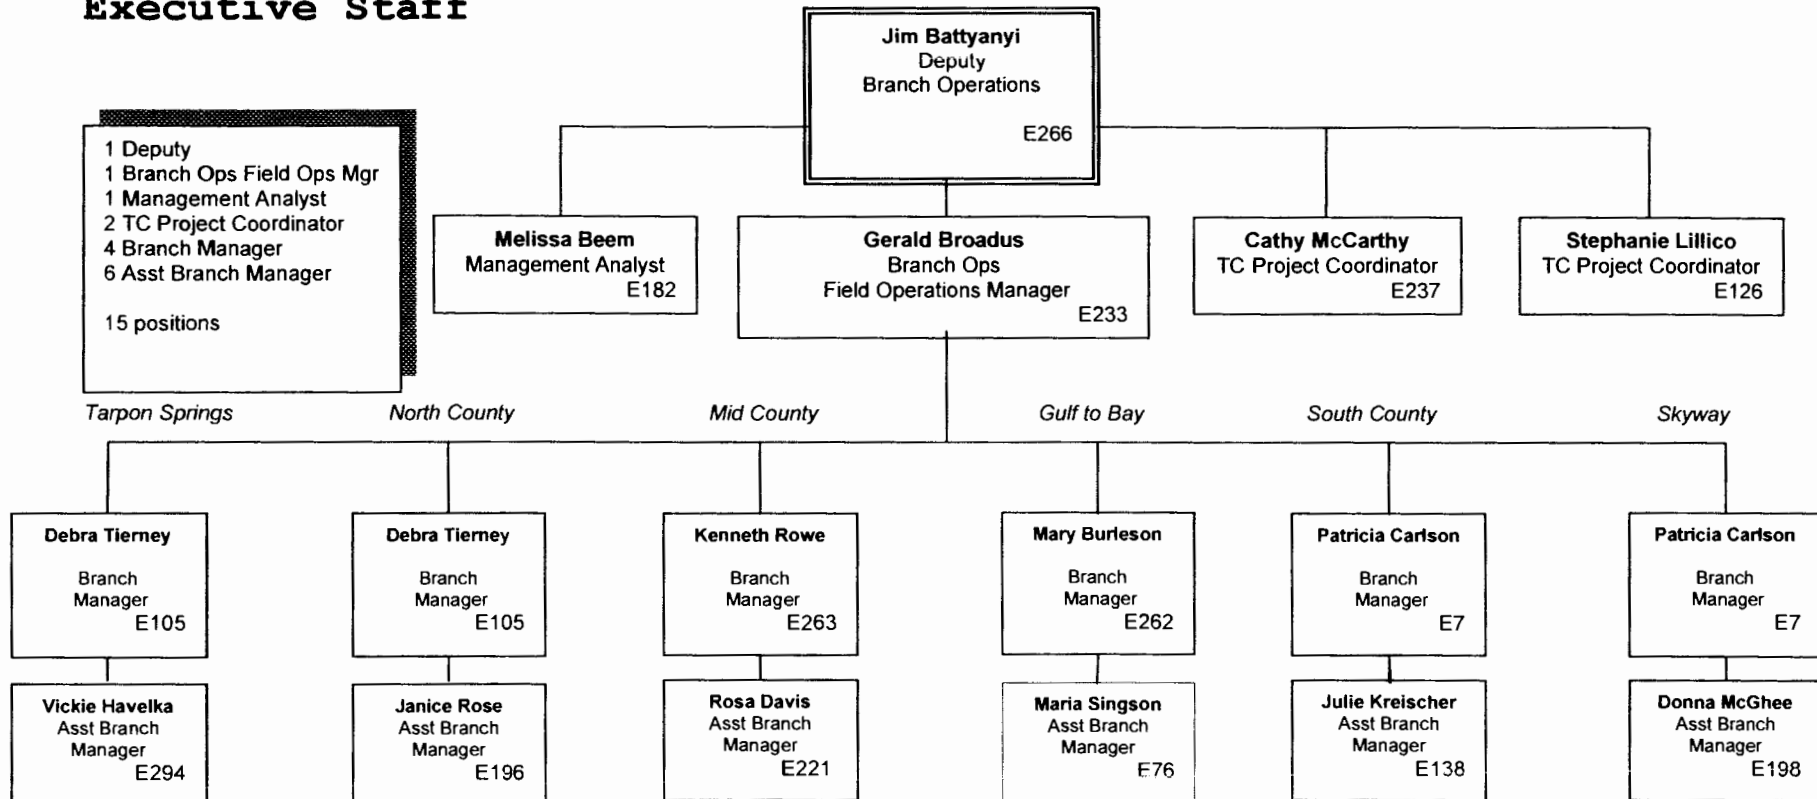 Executive Staff
Jim Battyanyi
Deputy
Branch Operations
E266
1 Deputy
1 Branch Ops Field Ops Mgr
1 Management Analyst
2 TC Project Coordinator
4 Branch Manager
6 Asst Branch Manager
15 positions
Melissa Beem
Management Analyst
E182
Gerald Broadus
Branch Ops
Field Operations Manager
E233
Cathy McCarthy
TC Project Coordinator
E237
Stephanie Lillico
TC Project Coordinator
E126
Tarpon Springs
North County
Mid County
Gulf to Bay
South County
Skyway
Debra Tierney
Branch
Manager
E105
Debra Tierney
Branch
Manager
E105
Kenneth Rowe
Branch
Manager
E263
Mary Burleson
Branch
Manager
E262
Patricia Carlson
Branch
Manager
E7
Patricia Carlson
Branch
Manager
E7
Vickie Havelka
Asst Branch
Manager
E294
Janice Rose
Asst Branch
Manager
E196
Rosa Davis
Asst Branch
Manager
E221
Maria Singson
Asst Branch
Manager
E76
Julie Kreischer
Asst Branch
Manager
E138
Donna McGhee
Asst Branch
Manager
E198